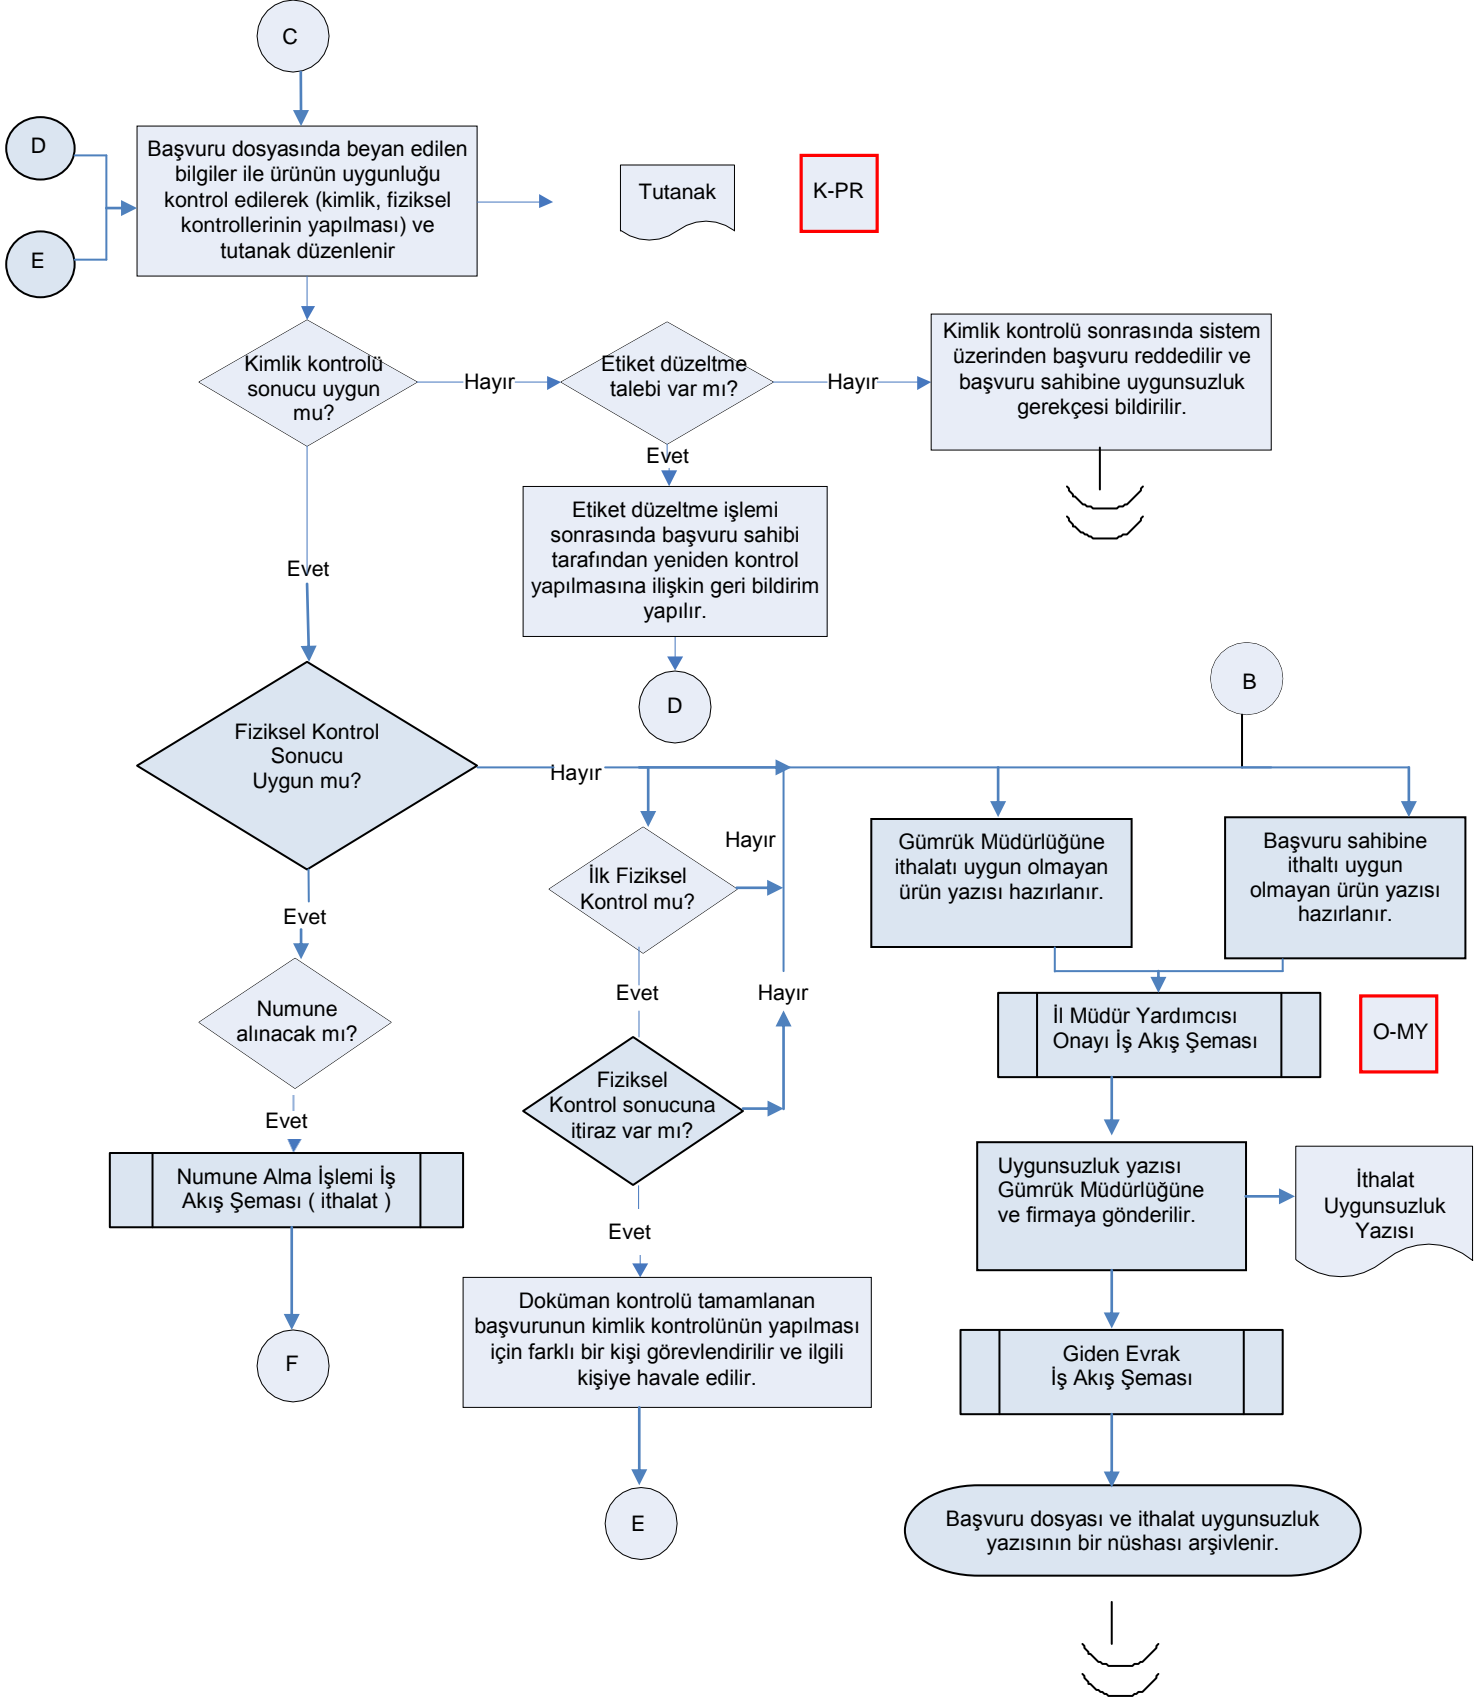 C
D
E
Başvuru dosyasında beyan edilen
bilgiler ile ürünün uygunluğu
kontrol edilerek (kimlik, fiziksel
kontrollerinin yapılması) ve
tutanak düzenlenir
Tutanak
K-PR
Kimlik kontrolü
sonucu uygun
mu?
Hayır
Etiket düzeltme
talebi var mı?
Hayır
Kimlik kontrolü sonrasında sistem
üzerinden başvuru reddedilir ve
başvuru sahibine uygunsuzluk
gerekçesi bildirilir.
Evet
Etiket düzeltme işlemi
sonrasında başvuru sahibi
tarafından yeniden kontrol
yapılmasına ilişkin geri bildirim
yapılır.
Evet
D
B
Fiziksel Kontrol
Sonucu
Uygun mu?
Hayır
Hayır
İlk Fiziksel
Kontrol mu?
Gümrük Müdürlüğüne
ithalatı uygun olmayan
ürün yazısı hazırlanır.
Başvuru sahibine
ithaltı uygun
olmayan ürün yazısı
hazırlanır.
Evet
Numune
alınacak mı?
Evet
Hayır
İl Müdür Yardımcısı
Onayı İş Akış Şeması
O-MY
Fiziksel
Kontrol sonucuna
itiraz var mı?
Evet
Numune Alma İşlemi İş
Akış Şeması ( ithalat )
Uygunsuzluk yazısı
Gümrük Müdürlüğüne
ve firmaya gönderilir.
İthalat
Uygunsuzluk
Yazısı
Evet
Doküman kontrolü tamamlanan
başvurunun kimlik kontrolünün yapılması
için farklı bir kişi görevlendirilir ve ilgili
kişiye havale edilir.
F
Giden Evrak
İş Akış Şeması
E
Başvuru dosyası ve ithalat uygunsuzluk
yazısının bir nüshası arşivlenir.